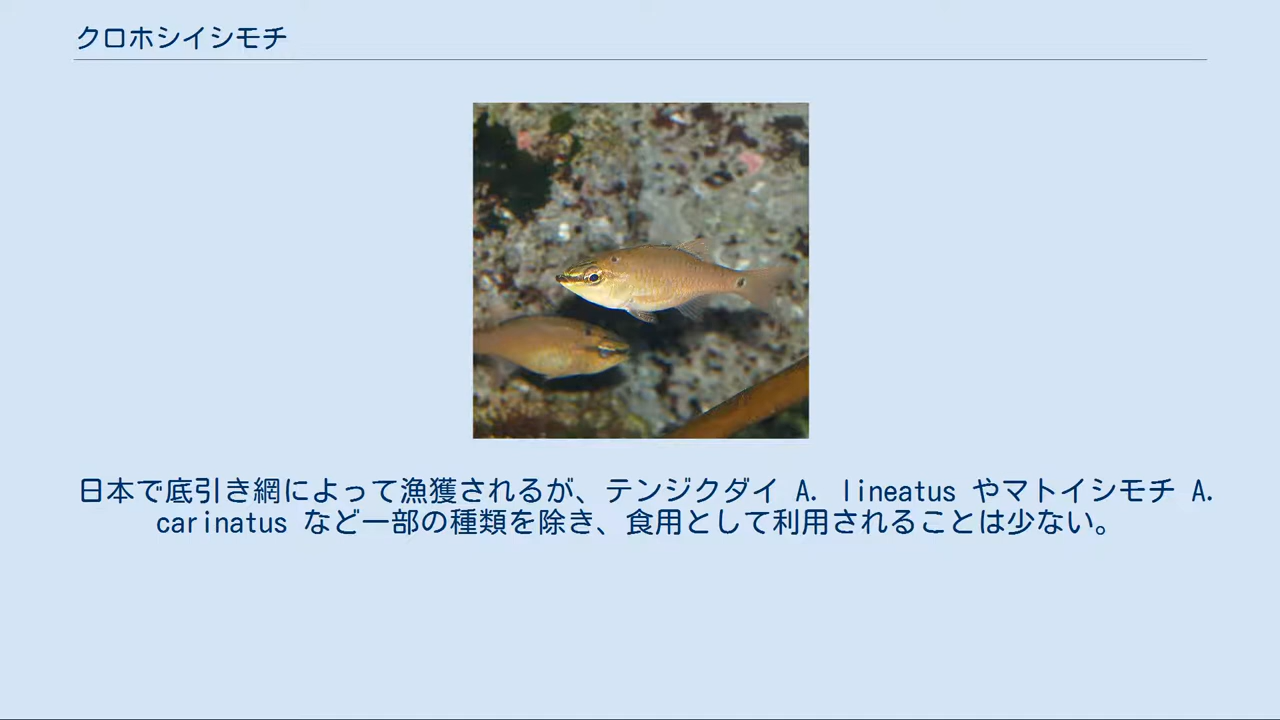 クロホシイシモチ
日本で底引き網によって漁獲されるが、テンジクダイ A. lineatus やマトイシモチ A.
carinatus など一部の種類を除き、食用として利用されることは少ない。